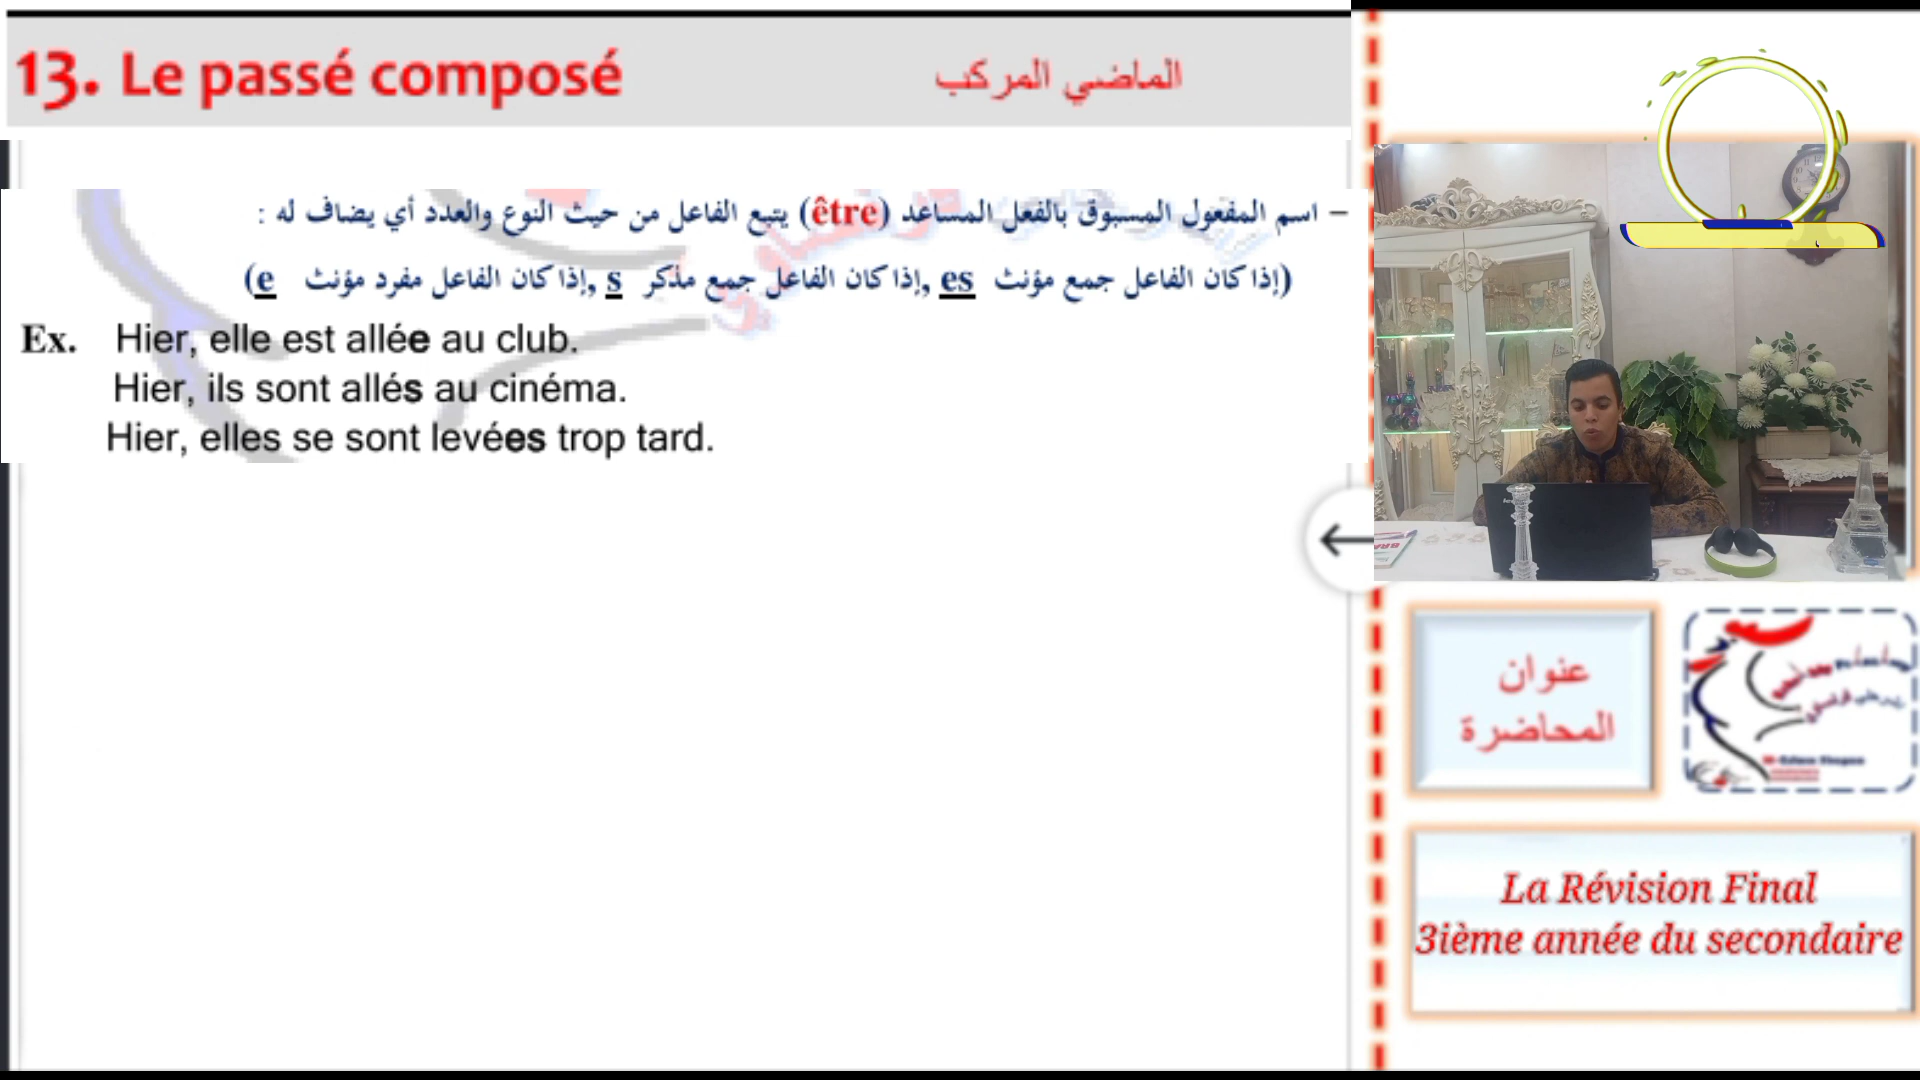 13. Le passé composé
الماضي المركب
– اسم المفعول المسبوق بالفعل المساعد (être) يتبع الفاعل من حيث النوع والعدد أي يضاف له :
(إذا كان الفاعل جمع مؤنث es ,إذا كان الفاعل جمع مذكر s ,إذا كان الفاعل مفرد مؤنث e)
Ex. Hier, elle est allée au club.
Hier, ils sont allés au cinéma.
Hier, elles se sont levées trop tard.
عنوان
المحاضرة
La Révision Final
3ième année du secondaire